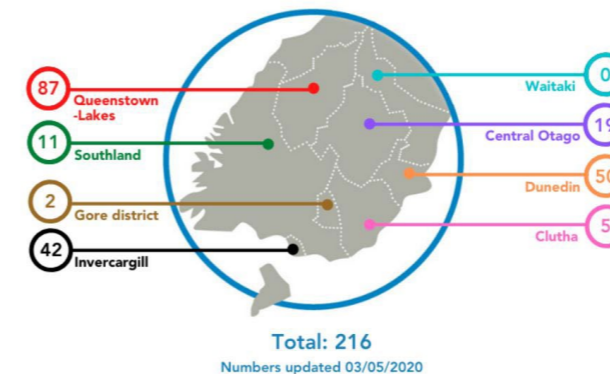 87
Queenstown
-Lakes
11
Southland
2
Gore district
42
Invercargill
0
Waitaki
19
Central Otago
50
Dunedin
5
Clutha
Total: 216
Numbers updated 03/05/2020